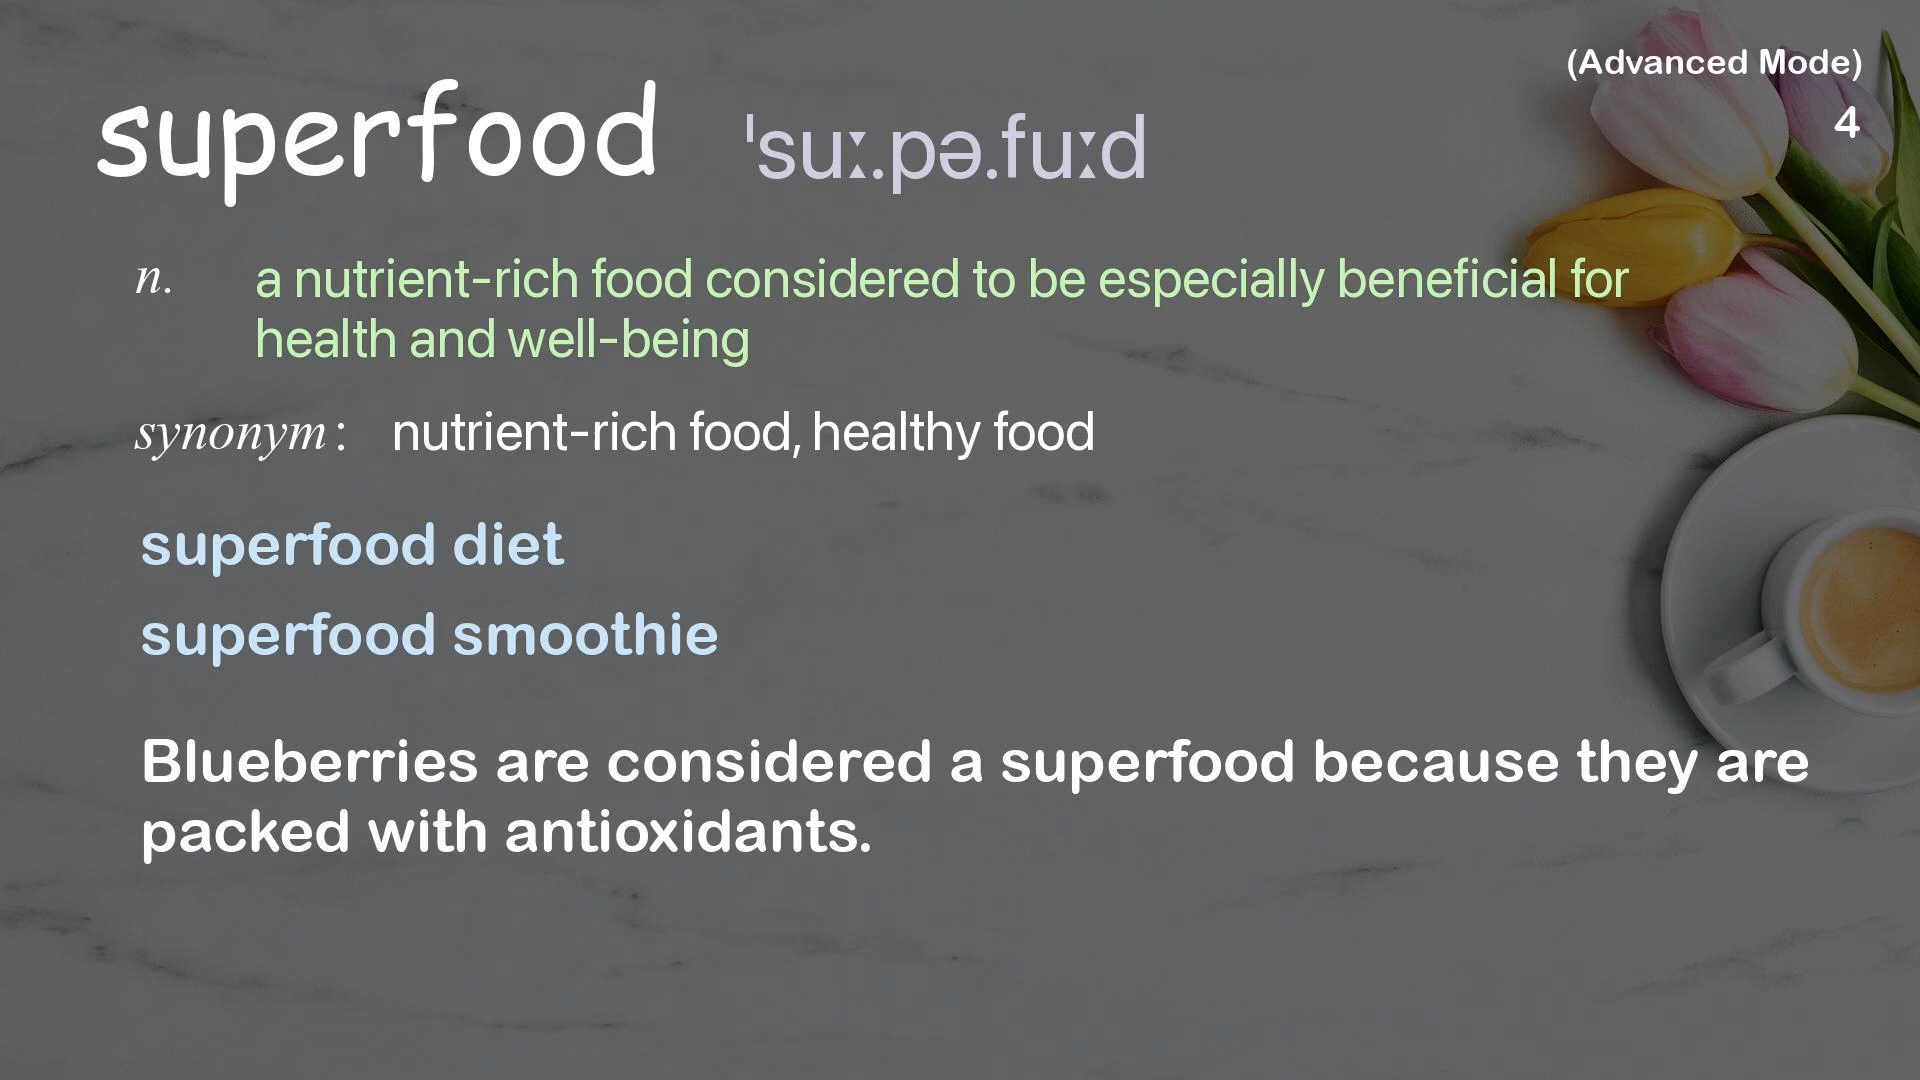 (Advanced Mode)
superfood ˈsuː.pə.fuːd
4
n. a nutrient-rich food considered to be especially beneficial for
health and well-being
synonym: nutrient-rich food, healthy food
superfood diet
superfood smoothie
Blueberries are considered a superfood because they are
packed with antioxidants.